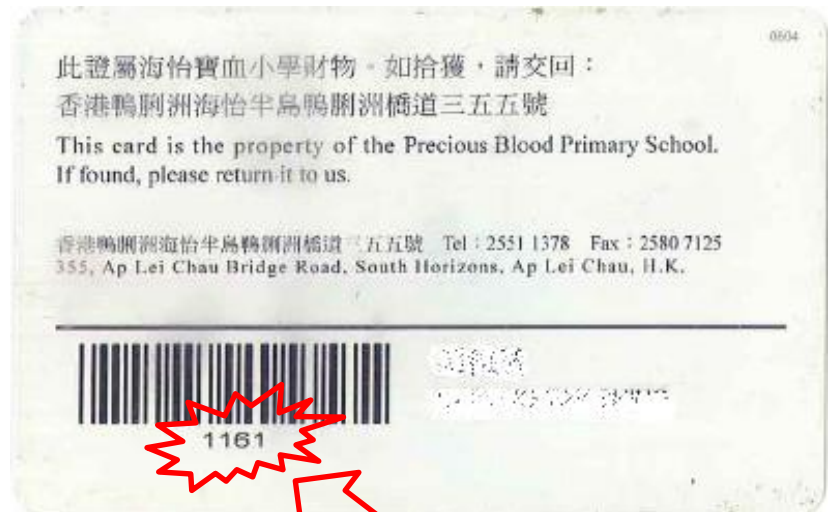 0604
此證屬海怡寶血小學財物。如拾獲，請交回：
香港鴨脷洲海怡半島鴨脷洲橋道三五五號
This card is the property of the Precious Blood Primary School.
If found, please return it to us.
香港鴨脷洲海怡半島鴨脷洲橋道三五五號 Tel：2551 1378 Fax：2580 7125
355, Ap Lei Chau Bridge Road, South Horizons, Ap Lei Chau, H.K.
1161